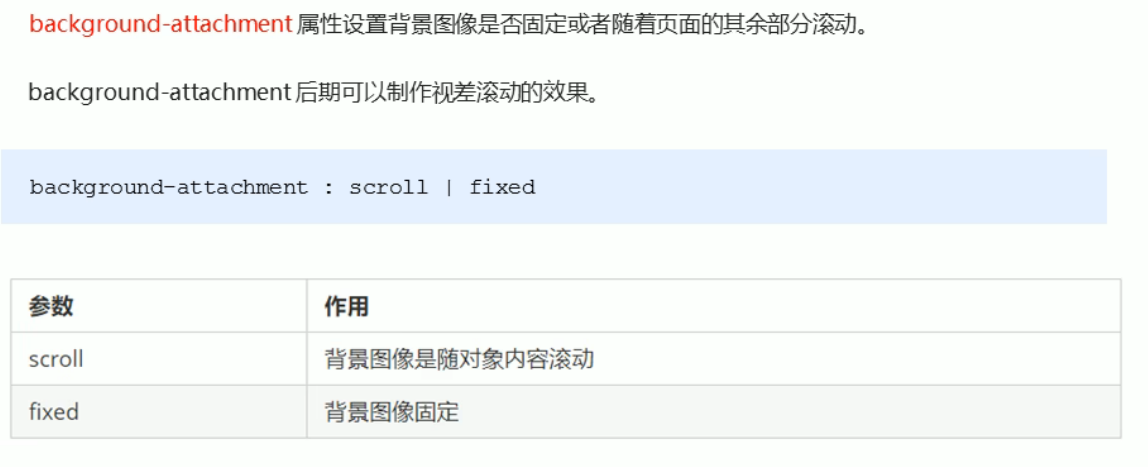 background-attachment 属性设置背景图像是否固定或者随着页面的其余部分滚动。
background-attachment 后期可以制作视差滚动的效果。
background-attachment : scroll | fixed
参数 作用
scroll 背景图像是随对象内容滚动
fixed 背景图像固定